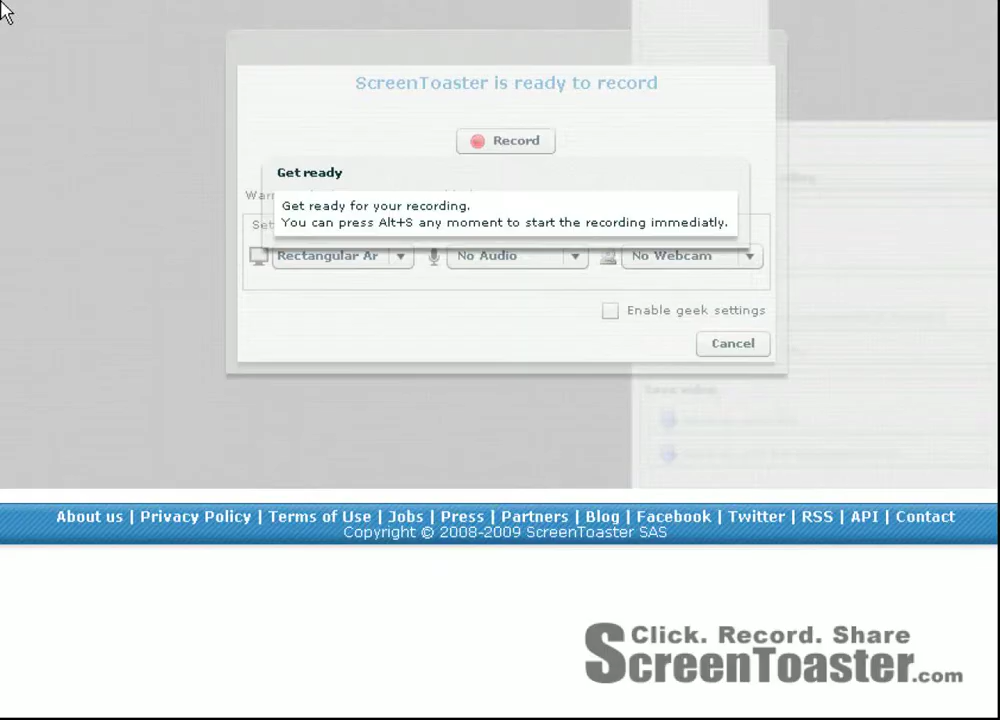 ScreenToaster is ready to record
Record
Get ready
Get ready for your recording.
You can press Alt+S any moment to start the recording immediatly.
Rectangular Ar
No Audio
No Webcam
Enable geek settings
Cancel
Save video
About us | Privacy Policy | Terms of Use | Jobs | Press | Partners | Blog | Facebook | Twitter | RSS | API | Contact
Copyright © 2008-2009 ScreenToaster SAS
Click. Record. Share
ScreenToaster.com